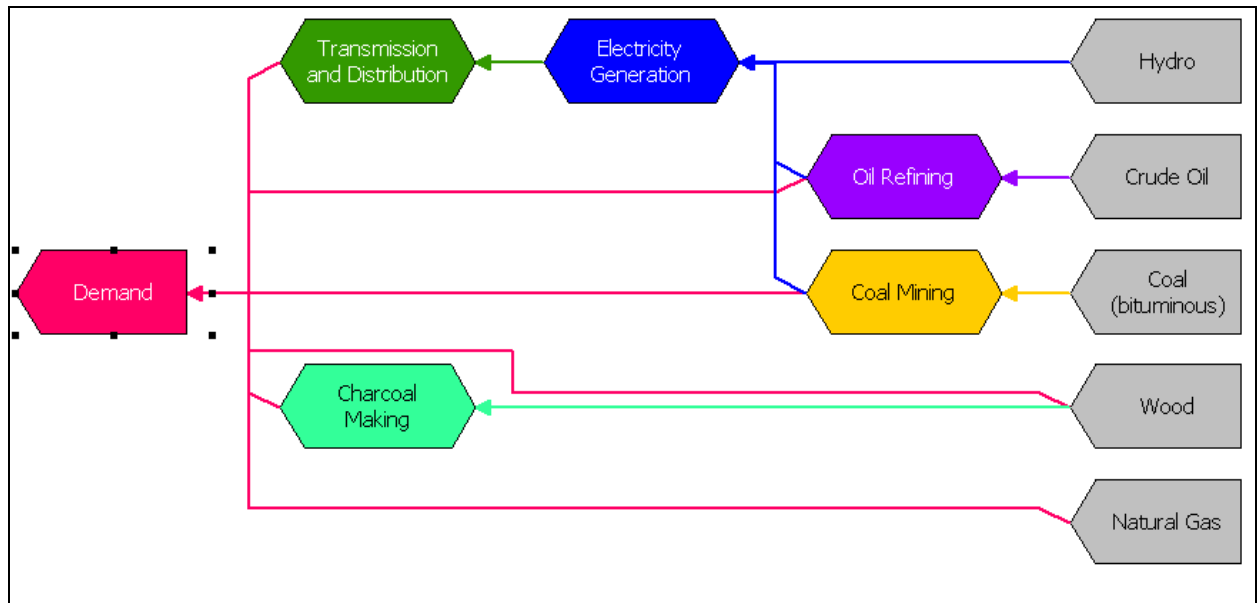 Transmission
and Distribution
Electricity
Generation
Hydro
Oil Refining
Crude Oil
Demand
Coal Mining
Coal
(bituminous)
Charcoal
Making
Wood
Natural Gas